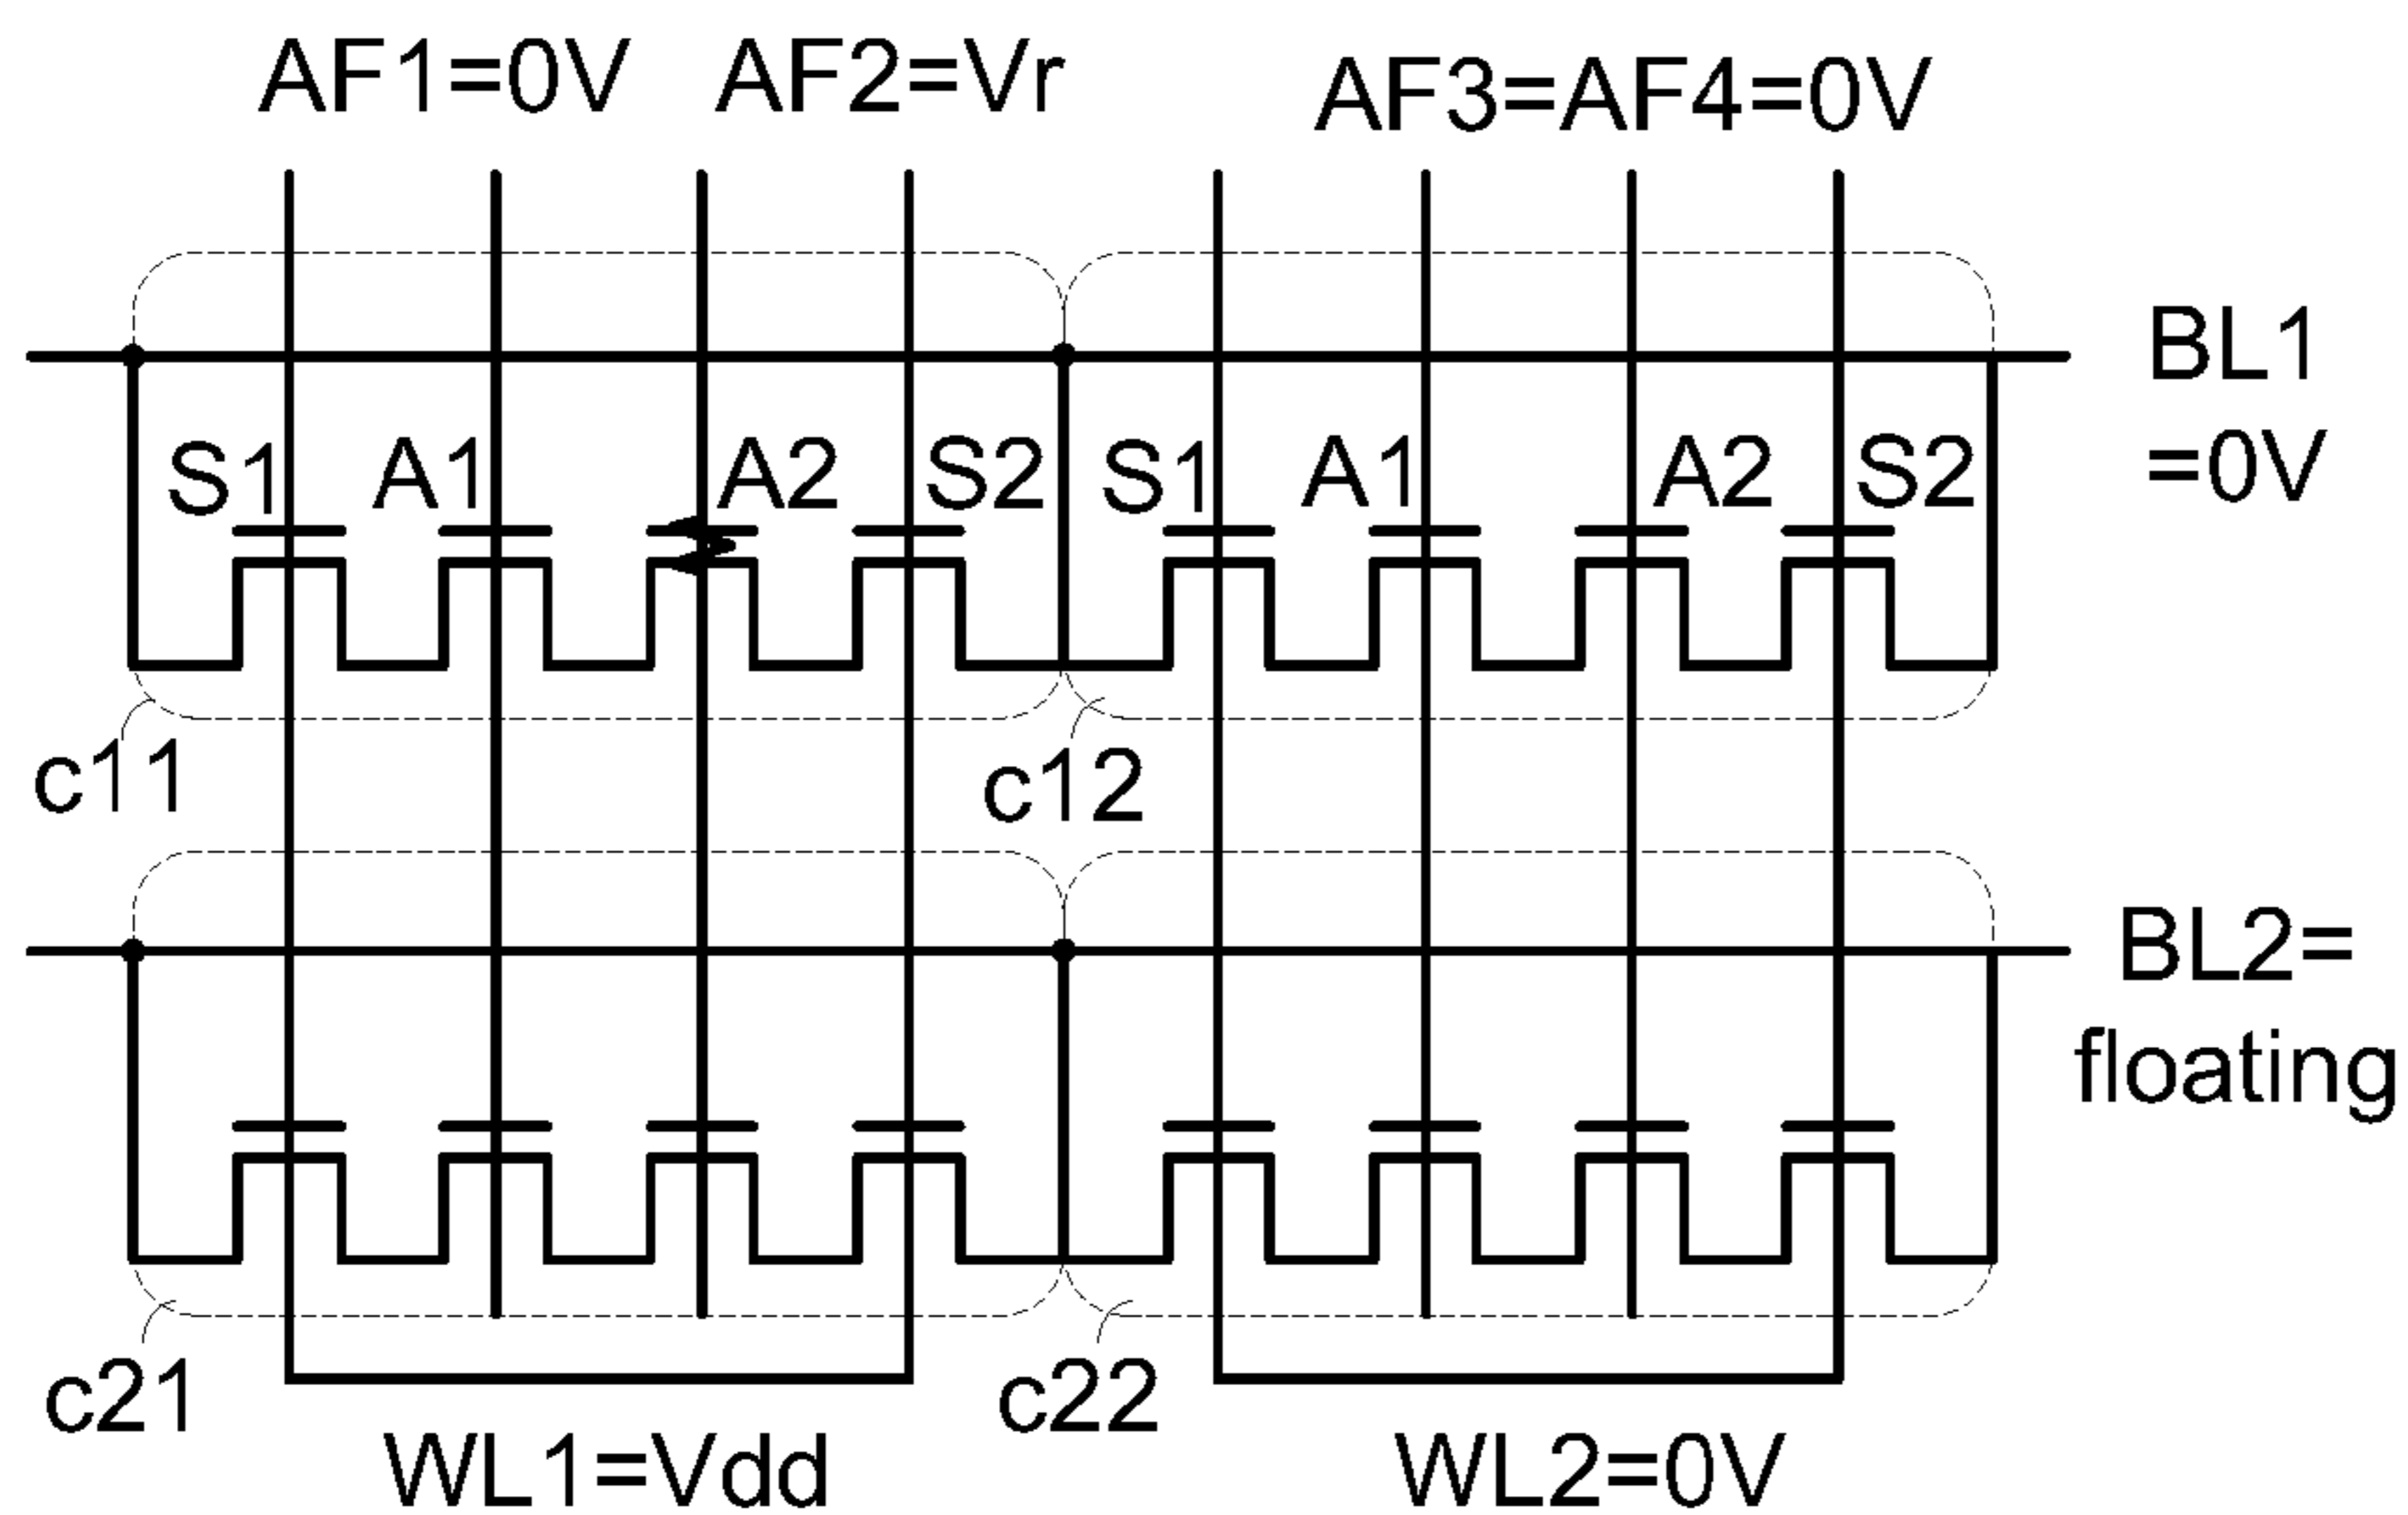 AF1=0V AF2=Vr AF3=AF4=0V
BL1
=0V
S1 A1 A2 S2 S1 A1 A2 S2
c11 c12
BL2=
floating
c21 c22
WL1=Vdd WL2=0V